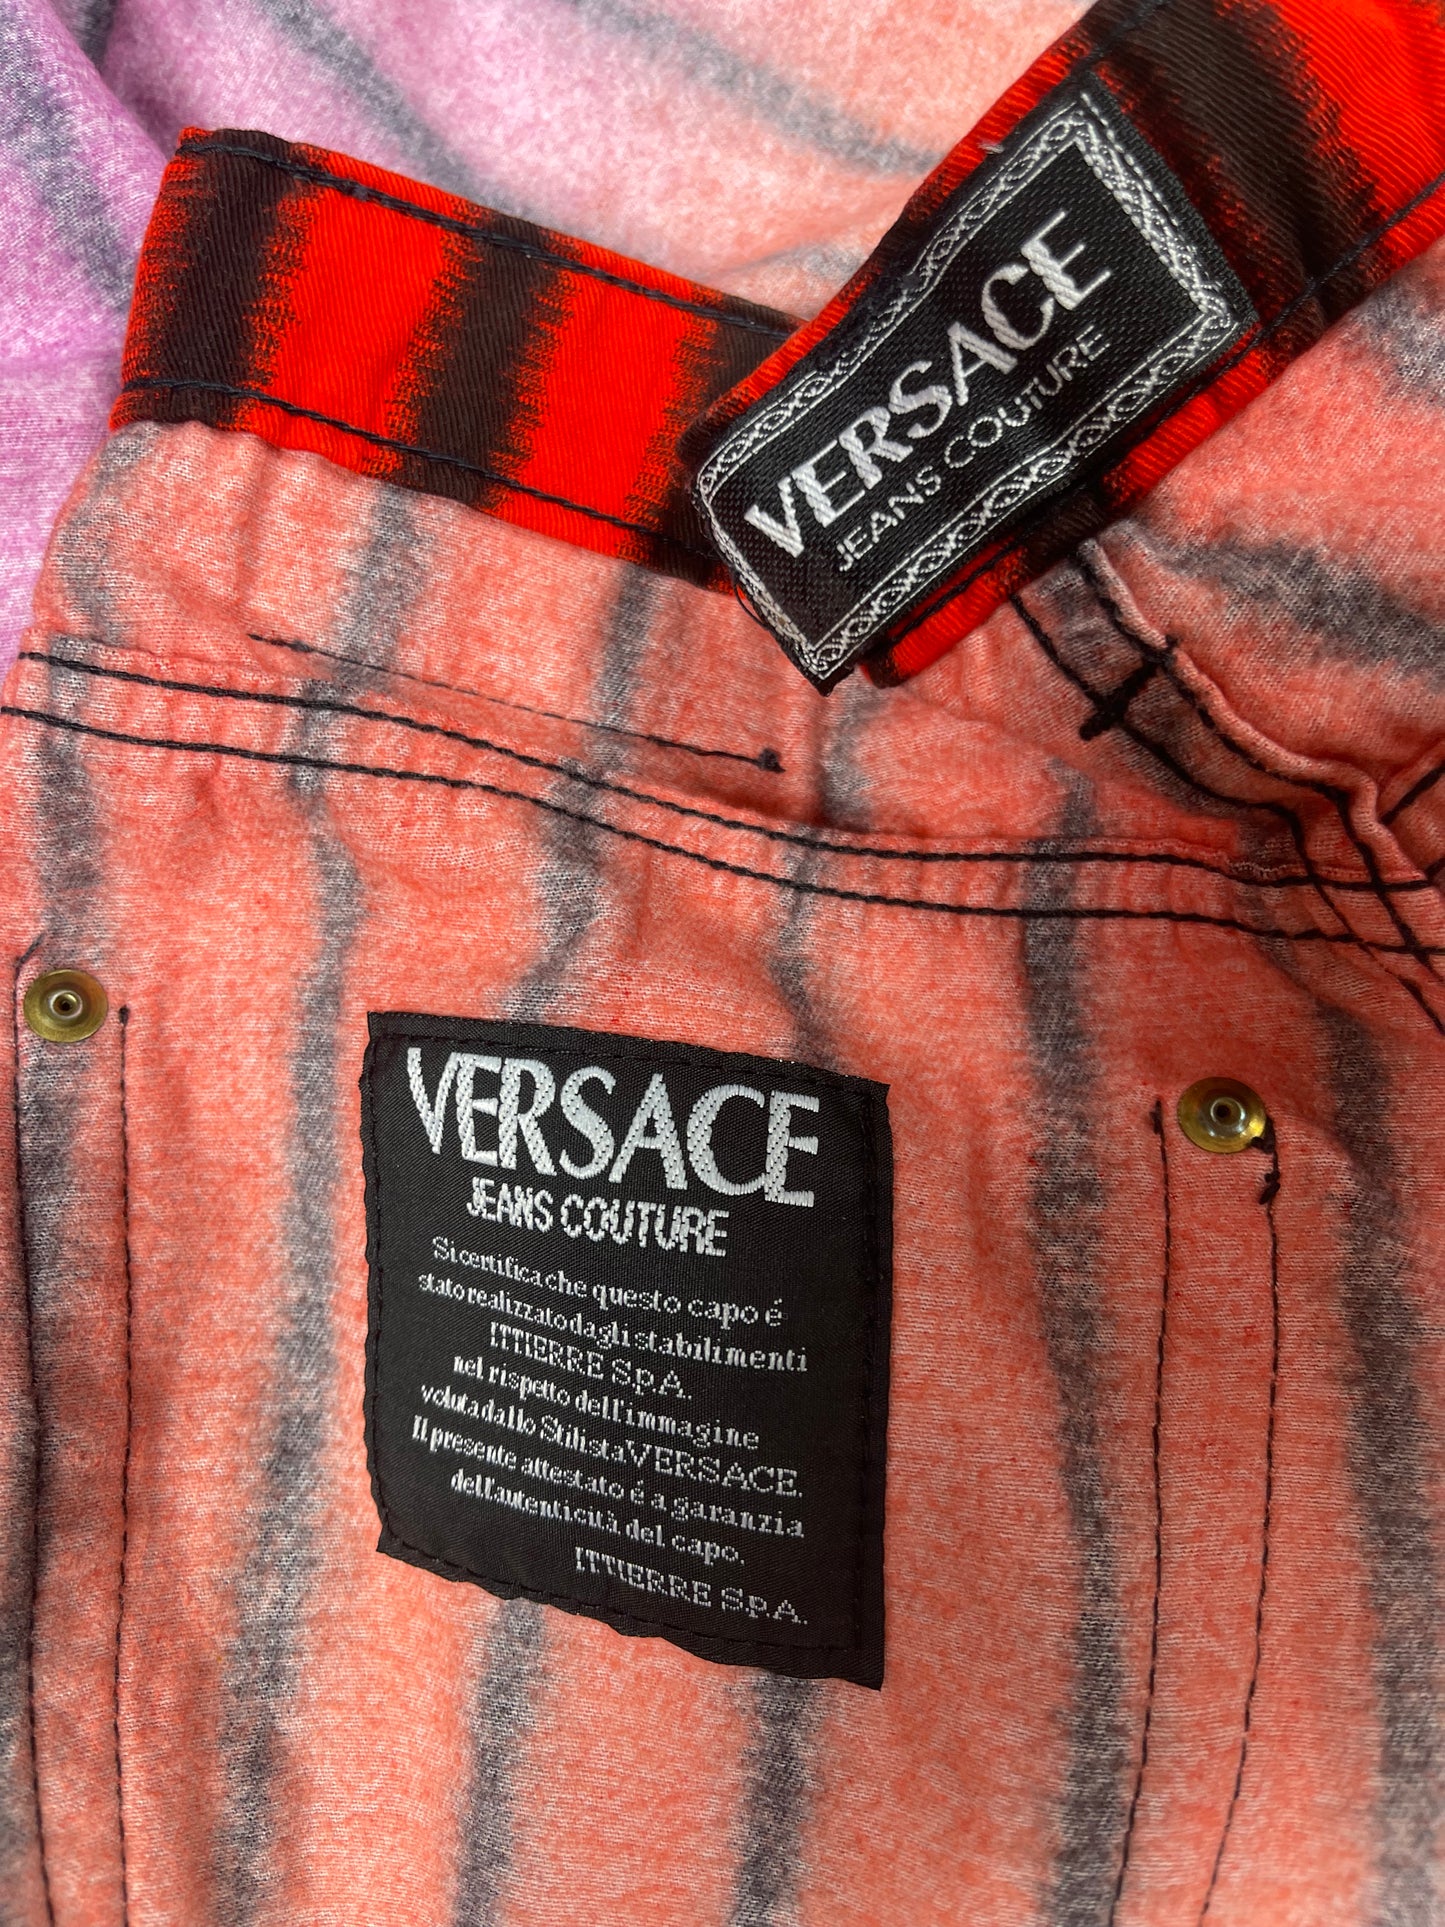 VERSACE
JEANS COUTURE
VERSACE
JEANS COUTURE
Si certifica che questo capo é
stato realizzato dagli stabilimenti
ITTIERRE S.p.A.
nel rispetto dell'immagine
voluta dallo Stilista VERSACE.
Il presente attestato é a garanzia
dell'autenticitá del capo.
ITTIERRE S.p.A.